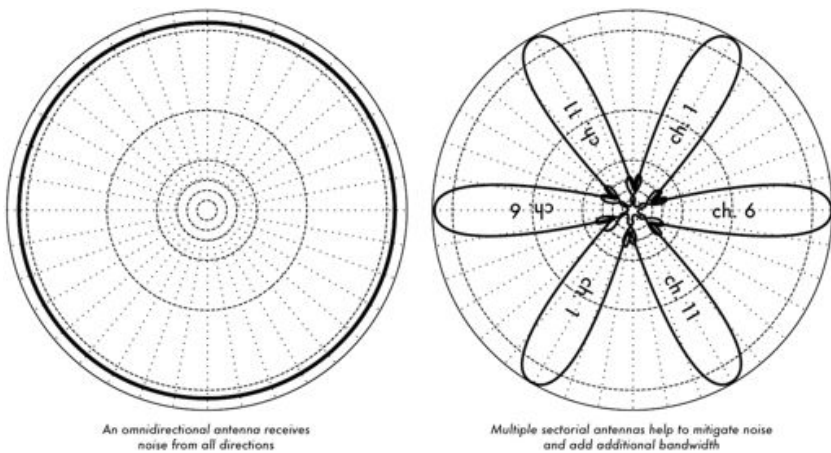 ch. 11
ch. 1
ch. 6
ch. 6
ch. 1
ch. 11
An omnidirectional antenna receives
noise from all directions
Multiple sectorial antennas help to mitigate noise
and add additional bandwidth